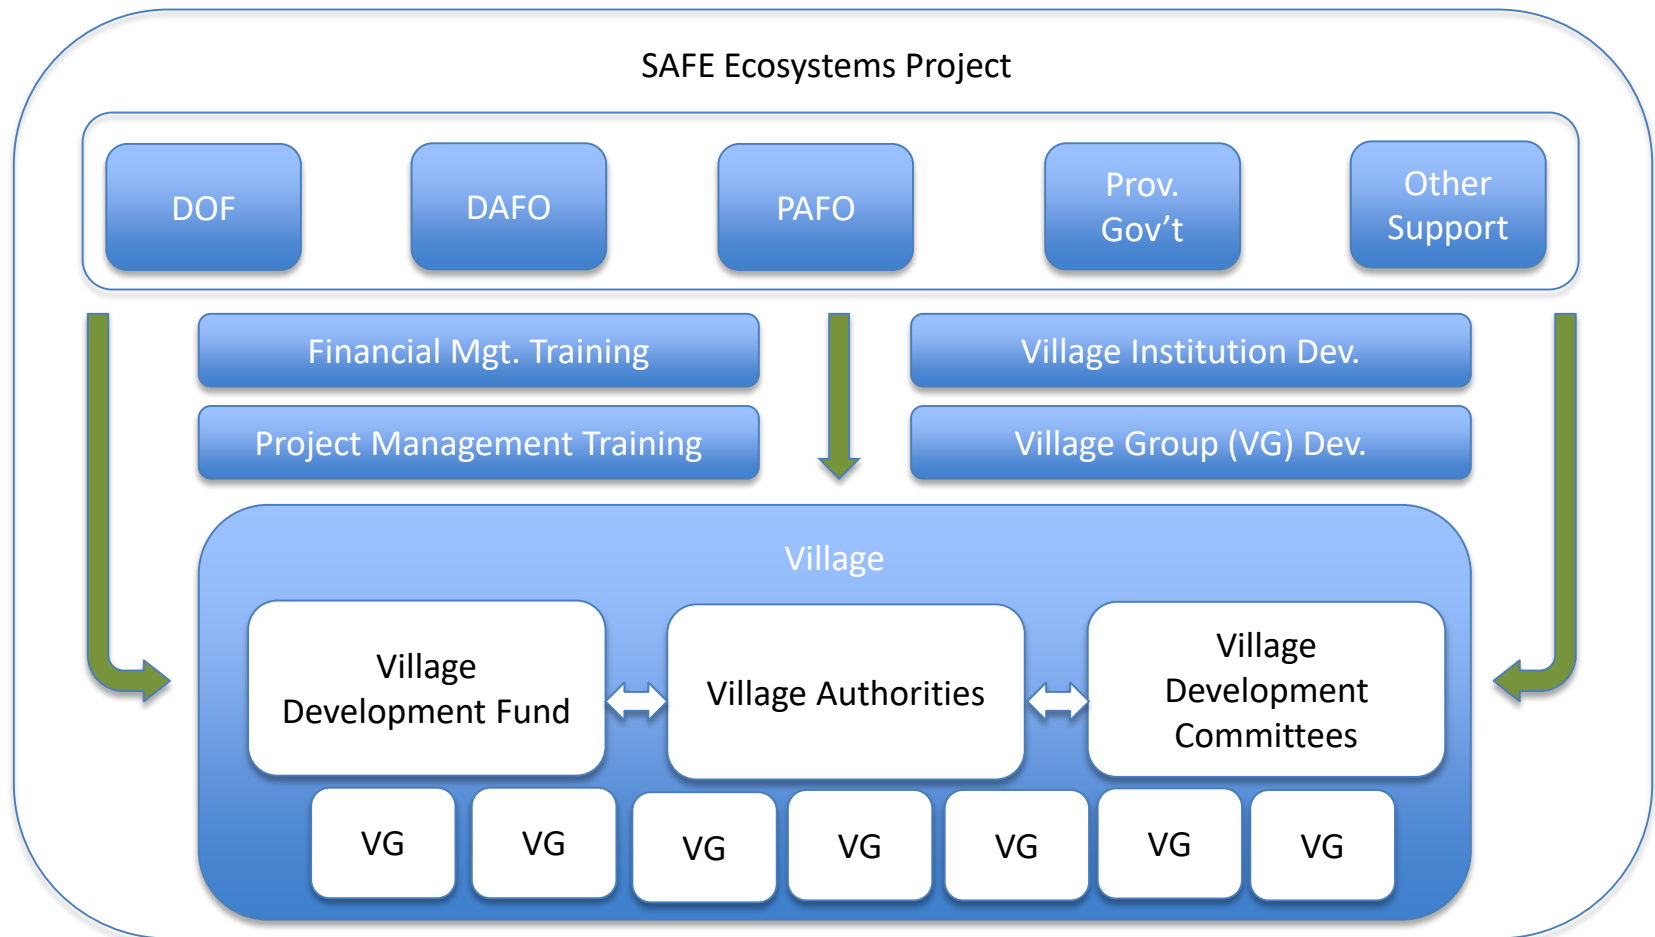 SAFE Ecosystems Project
DOF
DAFO
PAFO
Prov.
Gov’t
Other
Support
Financial Mgt. Training
Village Institution Dev.
Project Management Training
Village Group (VG) Dev.
Village
Village
Development Fund
Village Authorities
Village
Development
Committees
VG
VG
VG
VG
VG
VG
VG